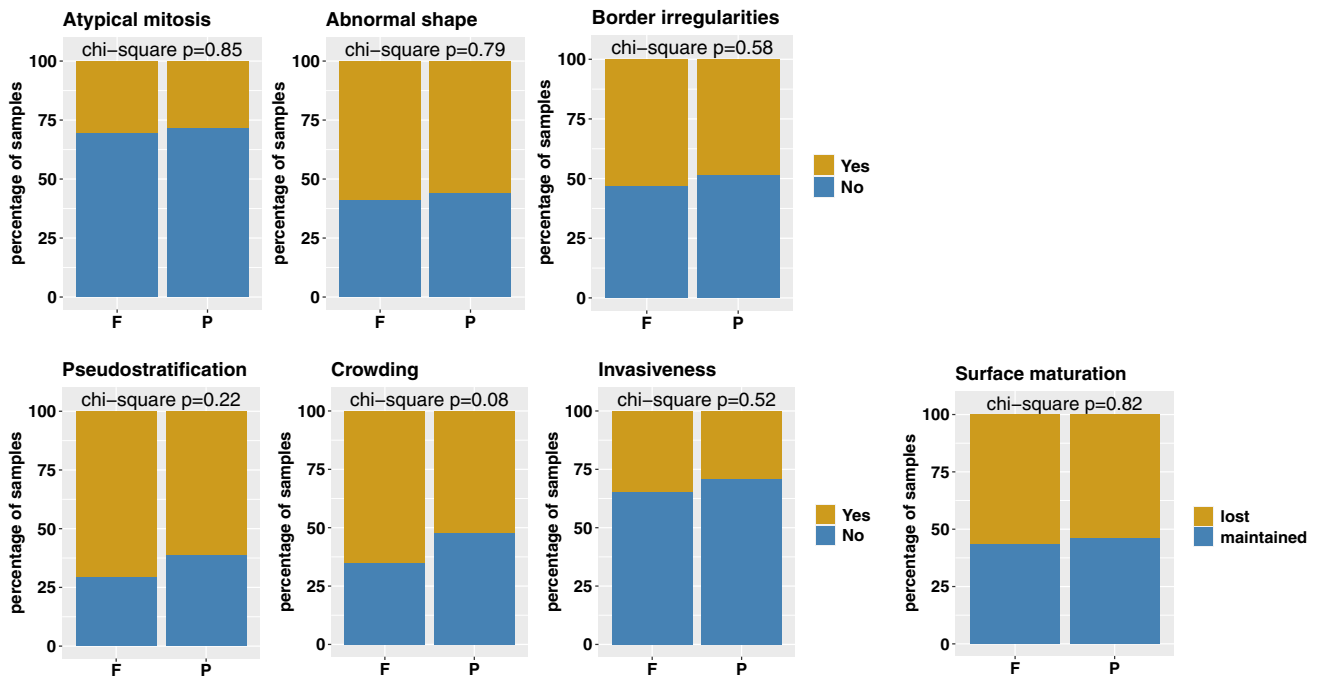 Atypical mitosis
chi-square p=0.85
percentage of samples
100
75
50
25
0
F P
Abnormal shape
chi-square p=0.79
percentage of samples
100
75
50
25
0
F P
Border irregularities
chi-square p=0.58
percentage of samples
100
75
50
25
0
F P
Yes
No
Pseudostratification
chi-square p=0.22
percentage of samples
100
75
50
25
0
F P
Crowding
chi-square p=0.08
percentage of samples
100
75
50
25
0
F P
Invasiveness
chi-square p=0.52
percentage of samples
100
75
50
25
0
F P
Yes
No
Surface maturation
chi-square p=0.82
percentage of samples
100
75
50
25
0
F P
lost
maintained